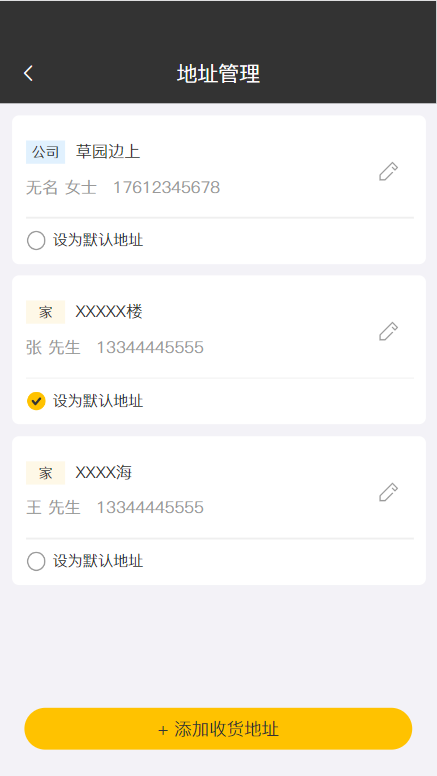 地址管理
公司 草园边上
无名 女士 17612345678
设为默认地址
家 XXXXX楼
张 先生 13344445555
设为默认地址
家 XXXX海
王 先生 13344445555
设为默认地址
+ 添加收货地址